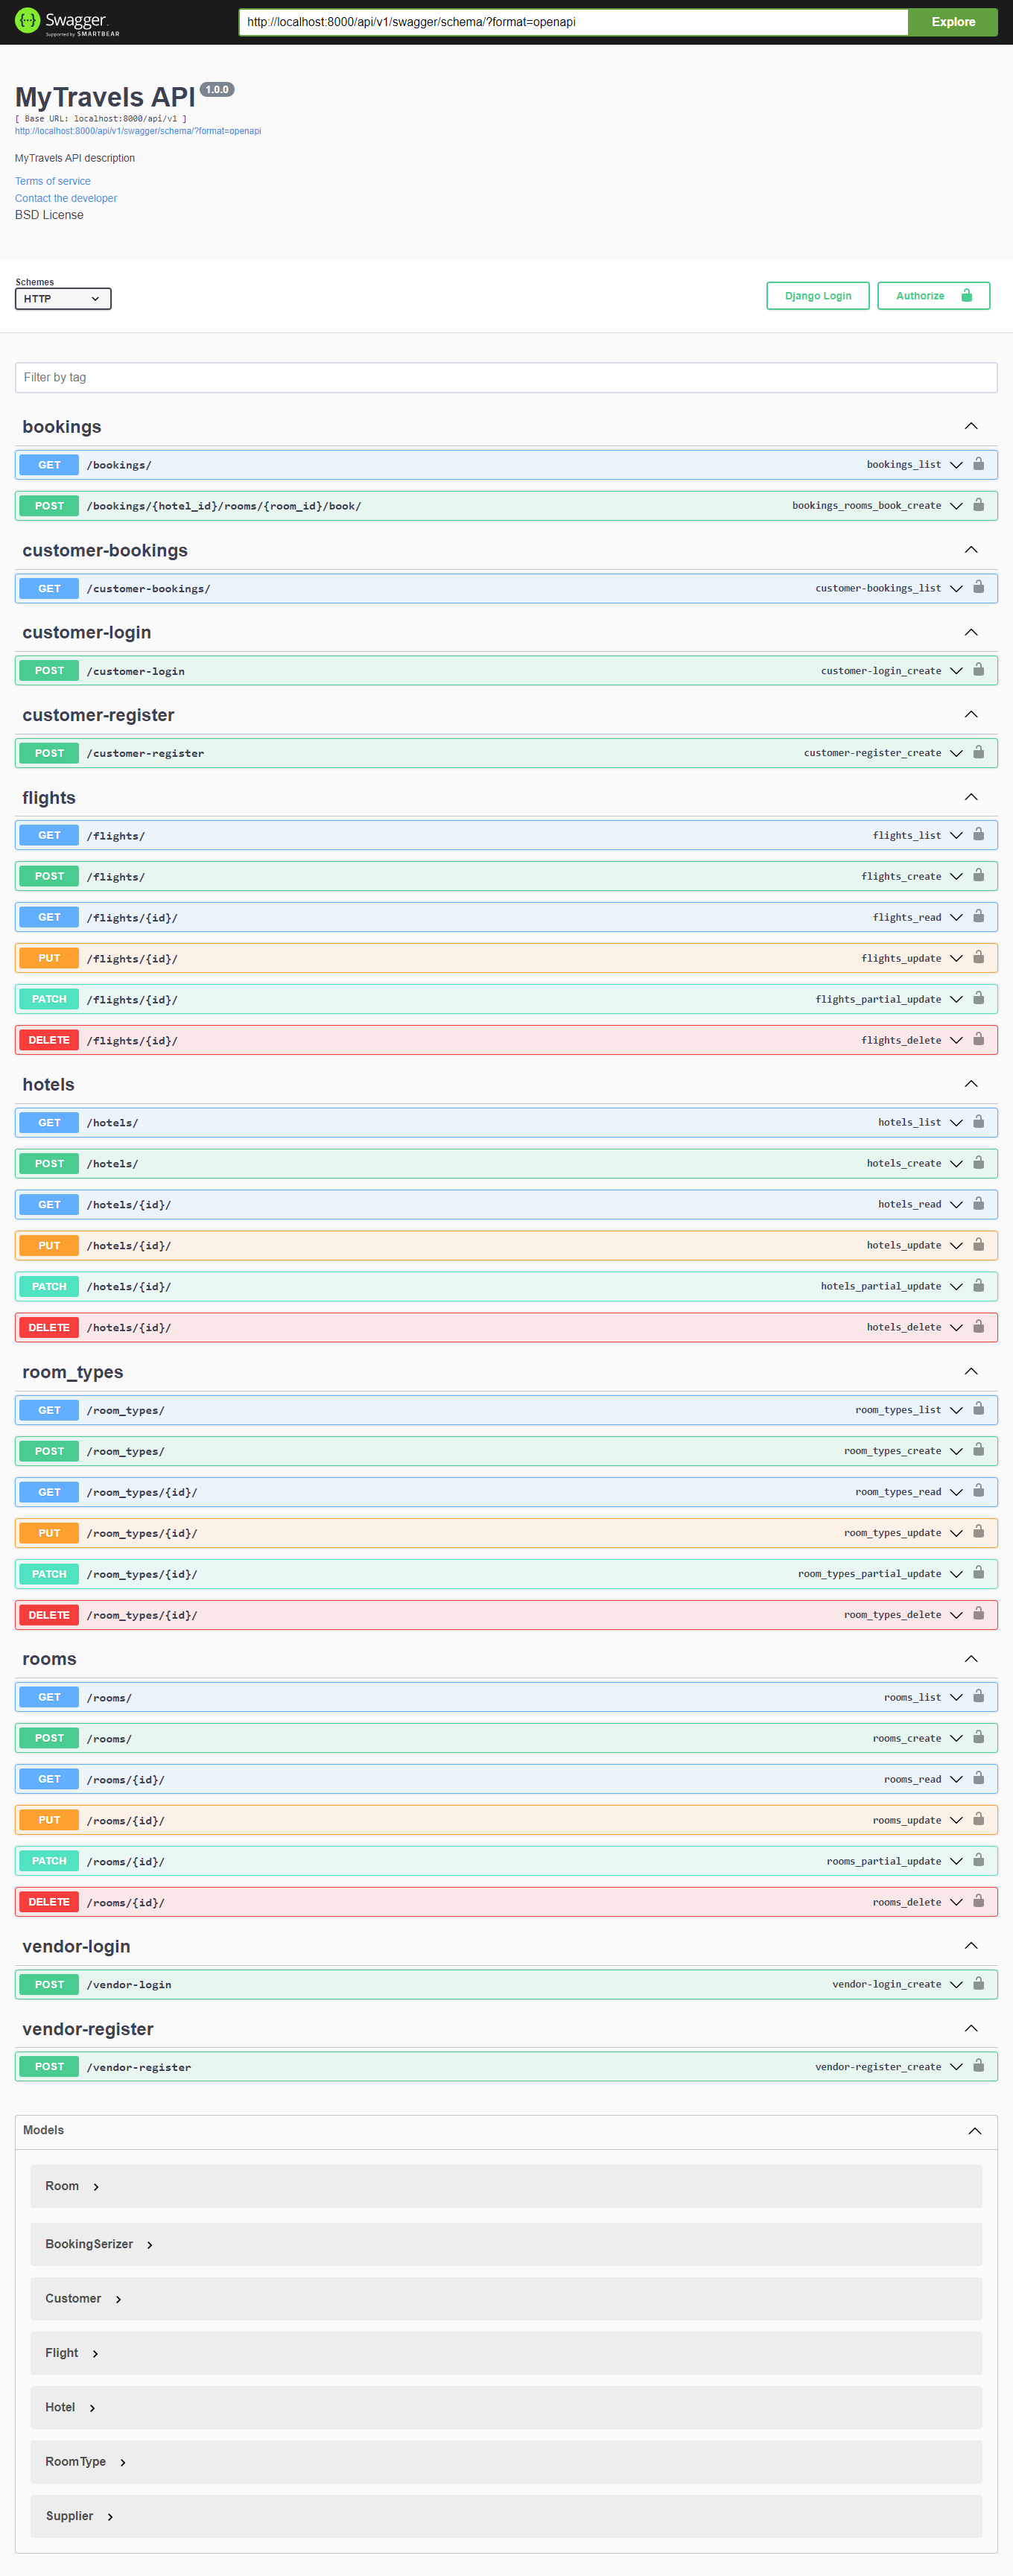 Swagger.
Supported by SMARTBEAR
http://localhost:8000/api/v1/swagger/schema/?format=openapi
Explore
MyTravels API 1.0.0
[ Base URL: localhost:8000/api/v1 ]
http://localhost:8000/api/v1/swagger/schema/?format=openapi
MyTravels API description
Terms of service
Contact the developer
BSD License
Schemes
HTTP
Django Login
Authorize
Filter by tag
bookings
GET /bookings/ bookings_list
POST /bookings/{hotel_id}/rooms/{room_id}/book/ bookings_rooms_book_create
customer-bookings
GET /customer-bookings/ customer-bookings_list
customer-login
POST /customer-login customer-login_create
customer-register
POST /customer-register customer-register_create
flights
GET /flights/ flights_list
POST /flights/ flights_create
GET /flights/{id}/ flights_read
PUT /flights/{id}/ flights_update
PATCH /flights/{id}/ flights_partial_update
DELETE /flights/{id}/ flights_delete
hotels
GET /hotels/ hotels_list
POST /hotels/ hotels_create
GET /hotels/{id}/ hotels_read
PUT /hotels/{id}/ hotels_update
PATCH /hotels/{id}/ hotels_partial_update
DELETE /hotels/{id}/ hotels_delete
room_types
GET /room_types/ room_types_list
POST /room_types/ room_types_create
GET /room_types/{id}/ room_types_read
PUT /room_types/{id}/ room_types_update
PATCH /room_types/{id}/ room_types_partial_update
DELETE /room_types/{id}/ room_types_delete
rooms
GET /rooms/ rooms_list
POST /rooms/ rooms_create
GET /rooms/{id}/ rooms_read
PUT /rooms/{id}/ rooms_update
PATCH /rooms/{id}/ rooms_partial_update
DELETE /rooms/{id}/ rooms_delete
vendor-login
POST /vendor-login vendor-login_create
vendor-register
POST /vendor-register vendor-register_create
Models
Room
BookingSerizer
Customer
Flight
Hotel
RoomType
Supplier